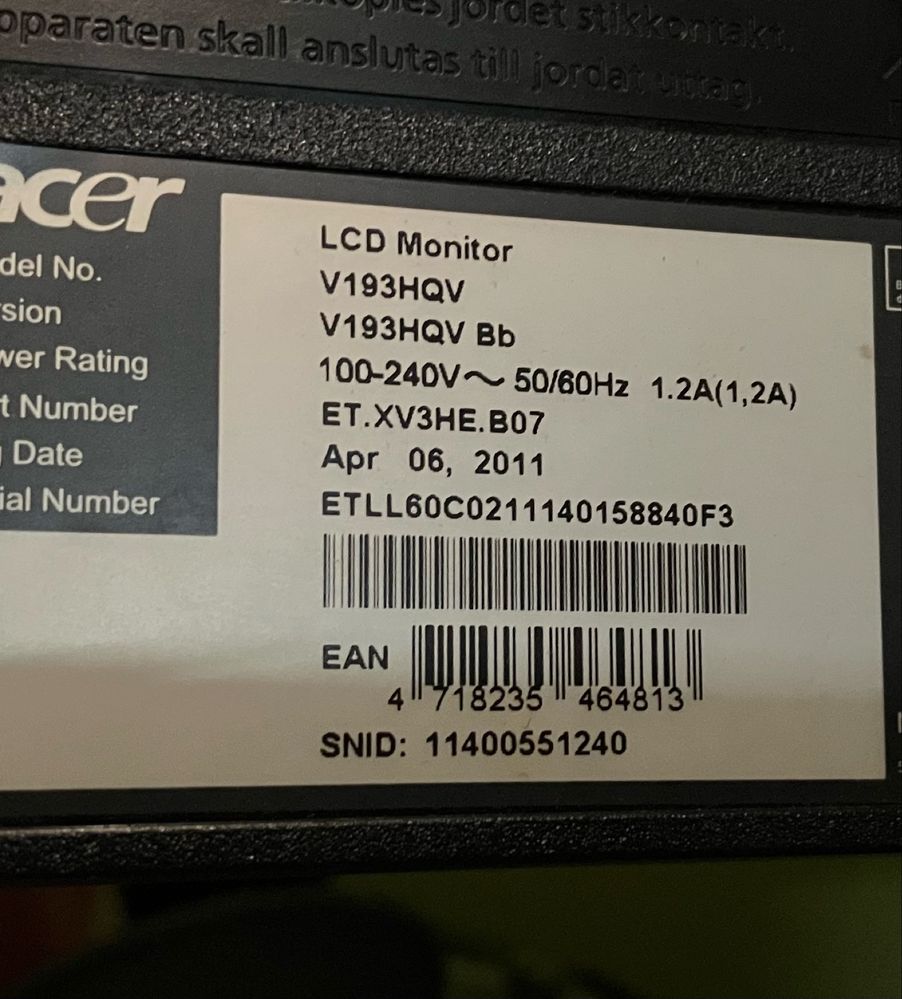 stikkontakt.
skall anslutas till jordat uttag.
acer
LCD Monitor
del No. V193HQV
sion V193HQV Bb
wer Rating 100-240V～ 50/60Hz 1.2A(1,2A)
t Number ET.XV3HE.B07
Date Apr 06, 2011
ial Number ETLL60C0211140158840F3
EAN
4 718235 464813
SNID: 11400551240